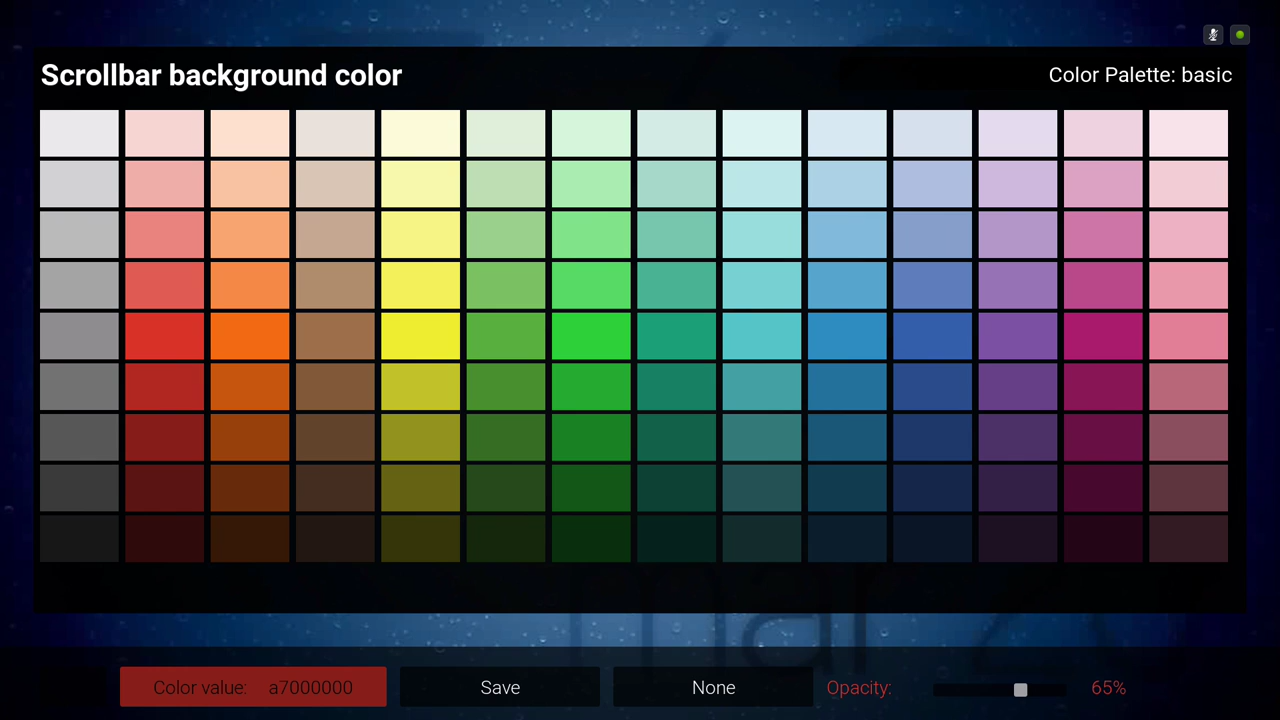 Scrollbar background color
Color Palette: basic
Color value: a7000000
Save
None
Opacity:
65%